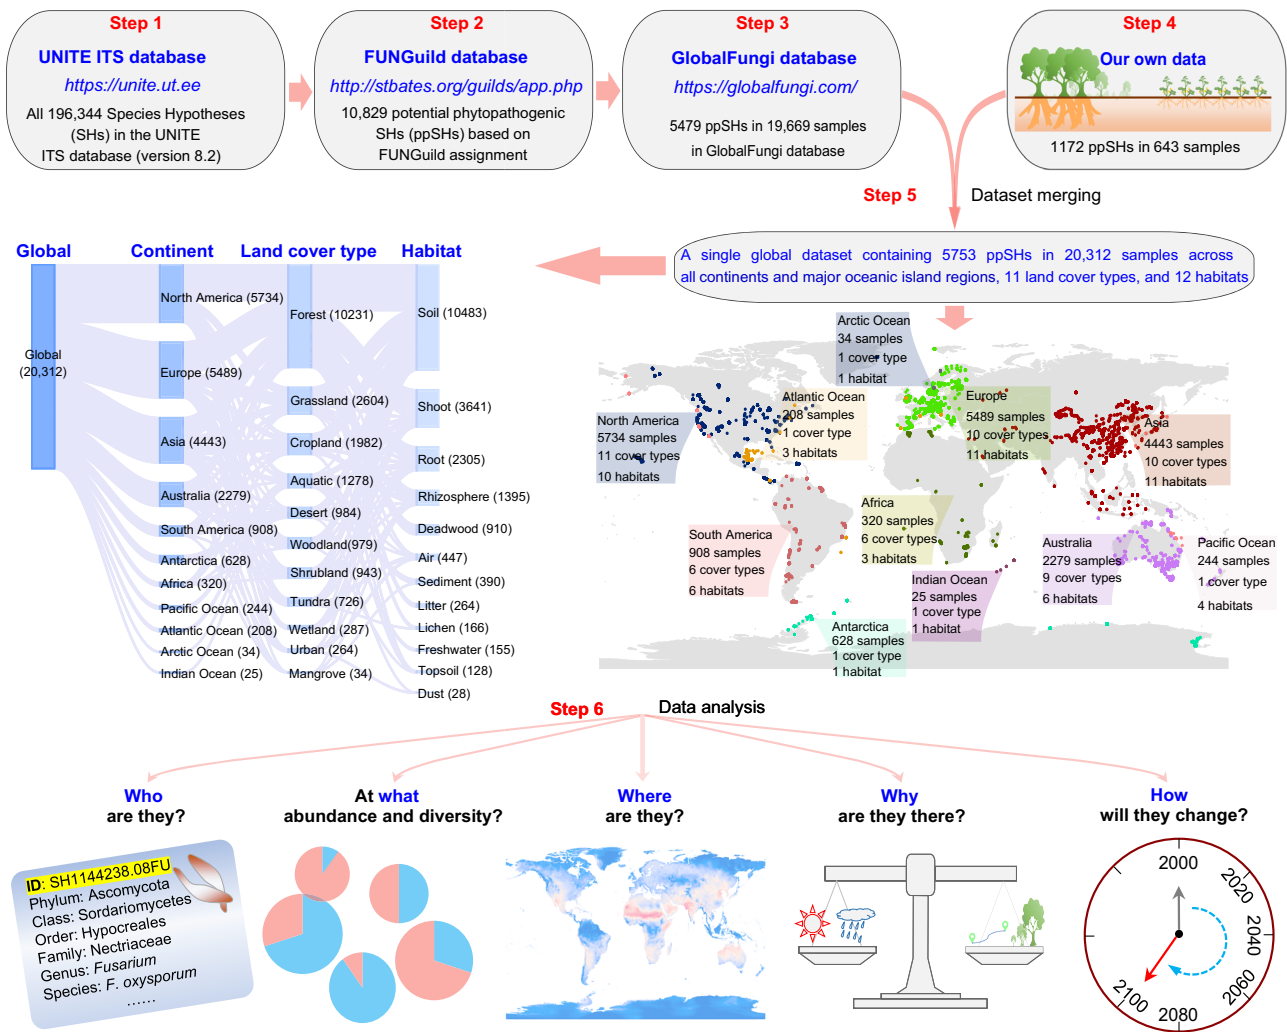 Step 1
UNITE ITS database
https://unite.ut.ee
All 196,344 Species Hypotheses
(SHs) in the UNITE
ITS database (version 8.2)
Step 2
FUNGuild database
http://stbates.org/guilds/app.php
10,829 potential phytopathogenic
SHs (ppSHs) based on
FUNGuild assignment
Step 3
GlobalFungi database
https://globalfungi.com/
5479 ppSHs in 19,669 samples
in GlobalFungi database
Step 4
Our own data
1172 ppSHs in 643 samples
Step 5
Dataset merging
A single global dataset containing 5753 ppSHs in 20,312 samples across
all continents and major oceanic island regions, 11 land cover types, and 12 habitats
Global
Continent
Land cover type
Habitat
Global
(20,312)
North America (5734)
Europe (5489)
Asia (4443)
Australia (2279)
South America (908)
Antarctica (628)
Africa (320)
Pacific Ocean (244)
Atlantic Ocean (208)
Arctic Ocean (34)
Indian Ocean (25)
Forest (10231)
Grassland (2604)
Cropland (1982)
Aquatic (1278)
Desert (984)
Woodland(979)
Shrubland (943)
Tundra (726)
Wetland (287)
Urban (264)
Mangrove (34)
Soil (10483)
Shoot (3641)
Root (2305)
Rhizosphere (1395)
Deadwood (910)
Air (447)
Sediment (390)
Litter (264)
Lichen (166)
Freshwater (155)
Topsoil (128)
Dust (28)
Arctic Ocean
34 samples
1 cover type
1 habitat
North America
5734 samples
11 cover types
10 habitats
Atlantic Ocean
208 samples
1 cover type
3 habitats
Europe
5489 samples
10 cover types
11 habitats
Asia
4443 samples
10 cover types
11 habitats
South America
908 samples
6 cover types
6 habitats
Africa
320 samples
6 cover types
3 habitats
Indian Ocean
25 samples
1 cover type
1 habitat
Australia
2279 samples
9 cover types
6 habitats
Pacific Ocean
244 samples
1 cover type
4 habitats
Antarctica
628 samples
1 cover type
1 habitat
Step 6
Data analysis
Who
are they?
At what
abundance and diversity?
Where
are they?
Why
are they there?
How
will they change?
ID: SH1144238.08FU
Phylum: Ascomycota
Class: Sordariomycetes
Order: Hypocreales
Family: Nectriaceae
Genus: Fusarium
Species: F. oxysporum
......
2000
2020
2040
2060
2080
2100